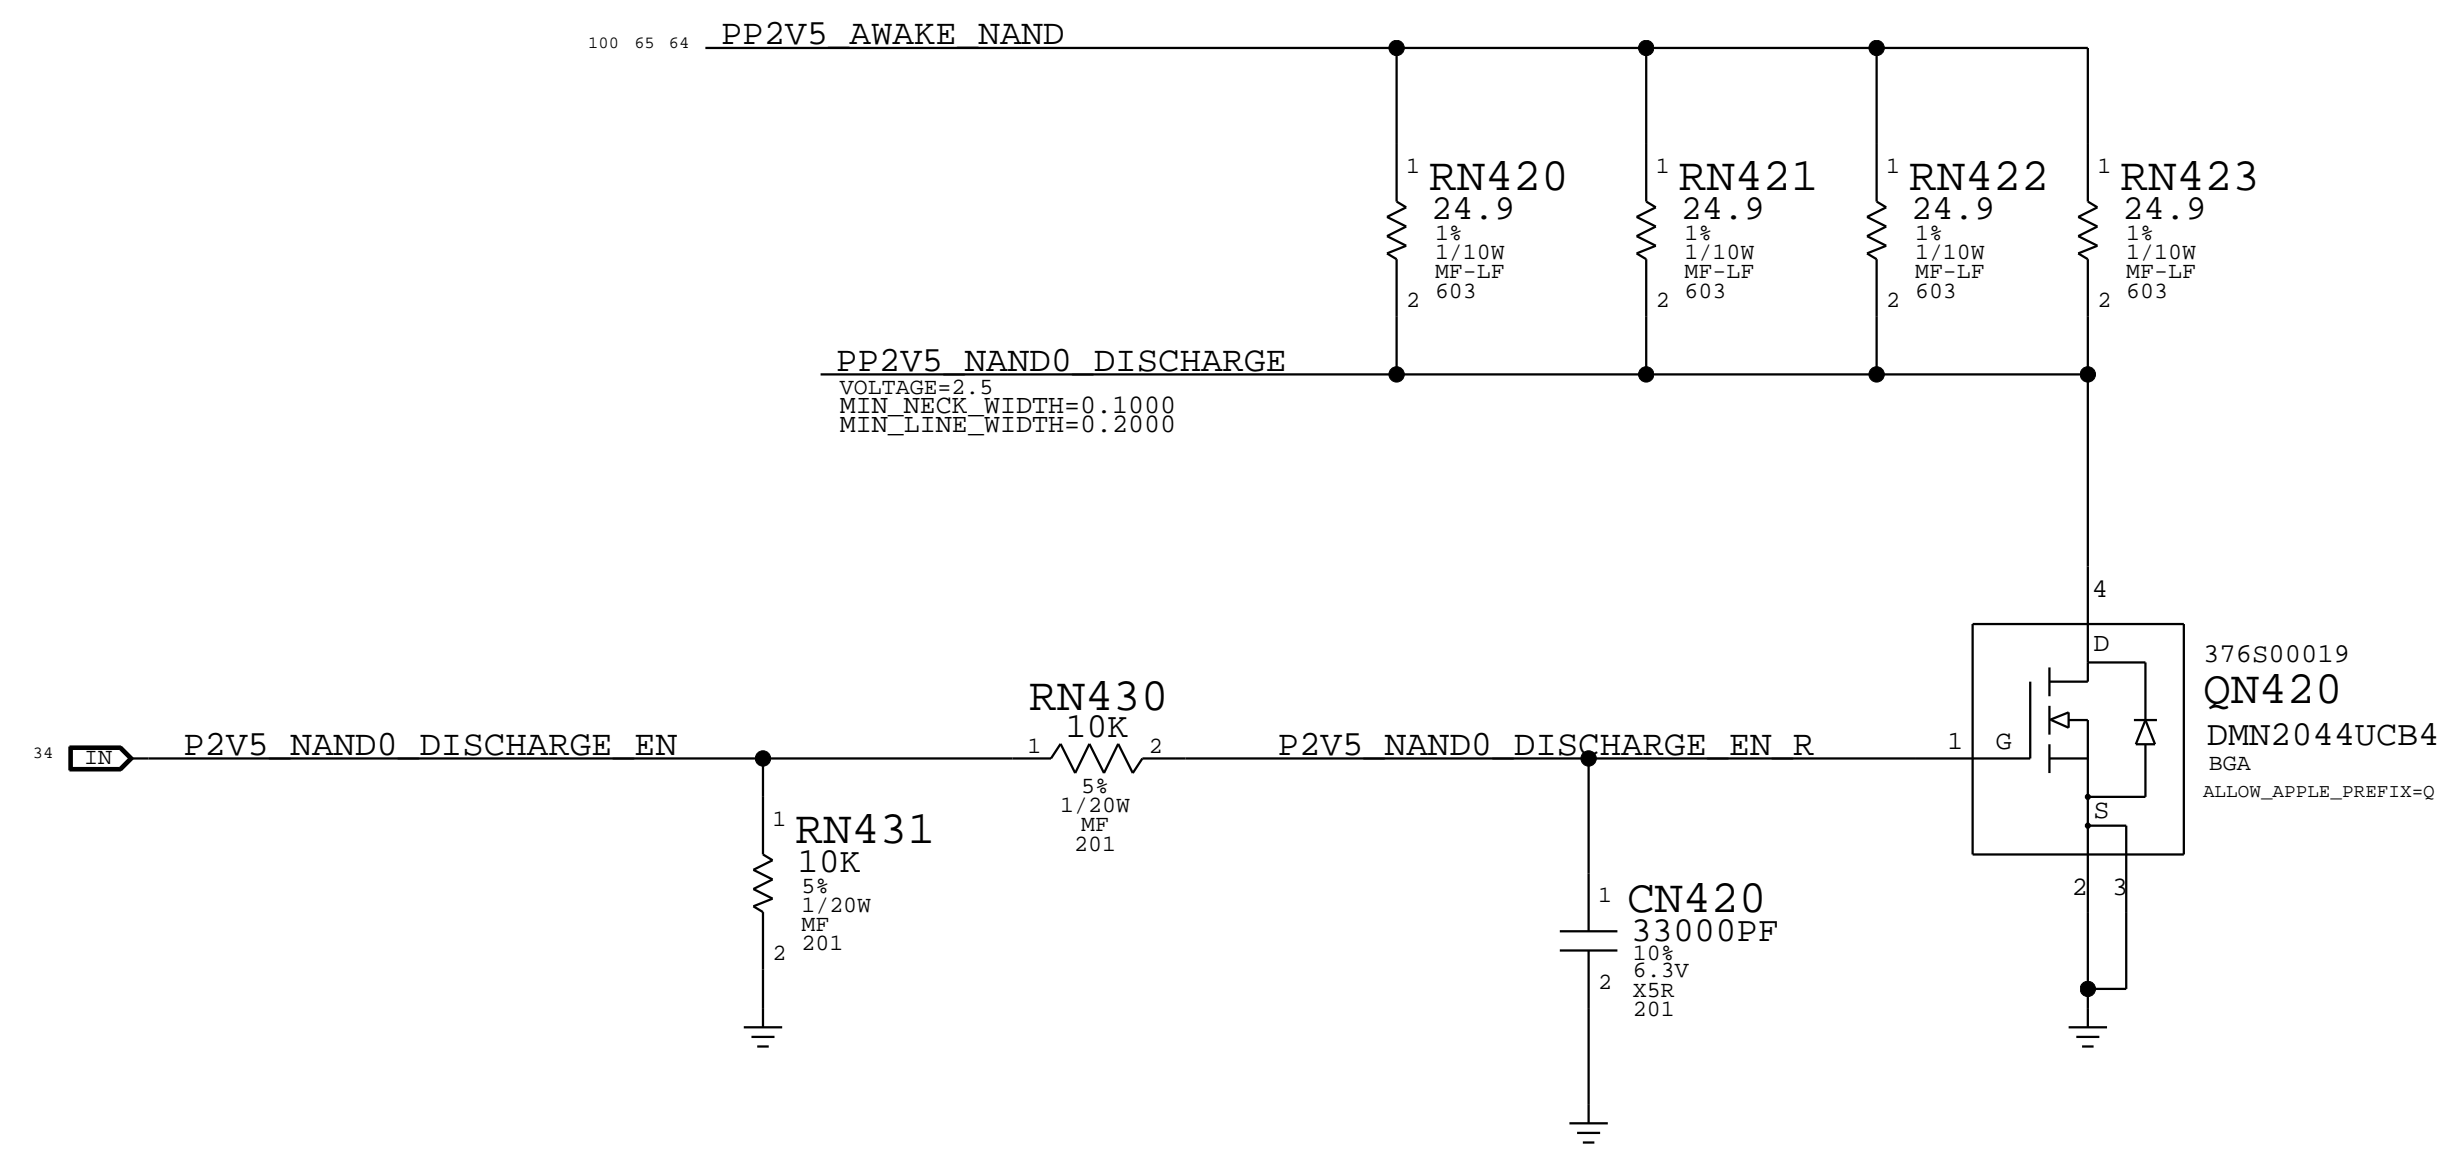 100 65 64 PP2V5_AWAKE_NAND
1 RN420
24.9
1%
1/10W
MF-LF
2 603
1 RN421
24.9
1%
1/10W
MF-LF
2 603
1 RN422
24.9
1%
1/10W
MF-LF
2 603
1 RN423
24.9
1%
1/10W
MF-LF
2 603
PP2V5_NAND0_DISCHARGE
VOLTAGE=2.5
MIN_NECK_WIDTH=0.1000
MIN_LINE_WIDTH=0.2000
34 IN P2V5_NAND0_DISCHARGE_EN
RN430
10K
1 2
5%
1/20W
MF
201
P2V5_NAND0_DISCHARGE_EN_R
1 RN431
10K
5%
1/20W
MF
2 201
1 CN420
33000PF
10%
6.3V
2 X5R
201
4
D
1 G
S
2 3
376S00019
QN420
DMN2044UCB4
BGA
ALLOW_APPLE_PREFIX=Q